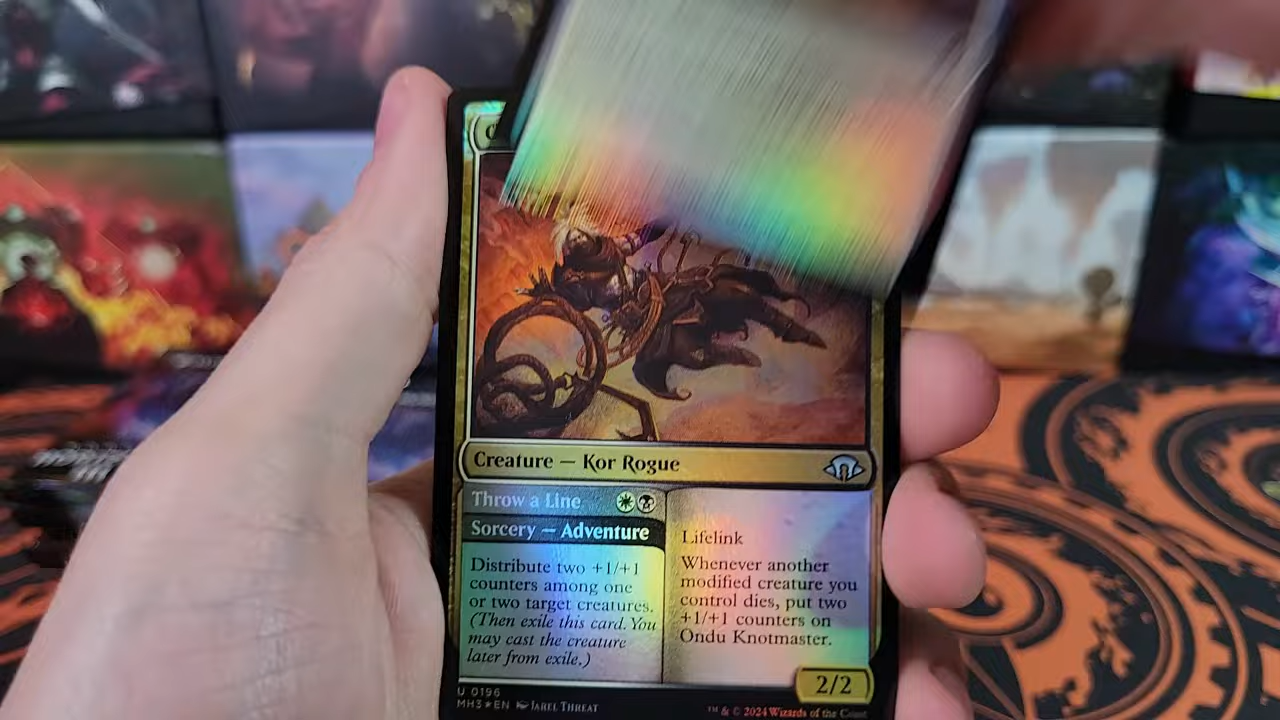 Creature — Kor Rogue
Throw a Line
Sorcery — Adventure
Distribute two +1/+1
counters among one
or two target creatures.
(Then exile this card. You
may cast the creature
later from exile.)
Lifelink
Whenever another
modified creature you
control dies, put two
+1/+1 counters on
Ondu Knotmaster.
2/2
U 0196
MH3★EN Jarel Threat
™ & © 2024 Wizards of the Coast